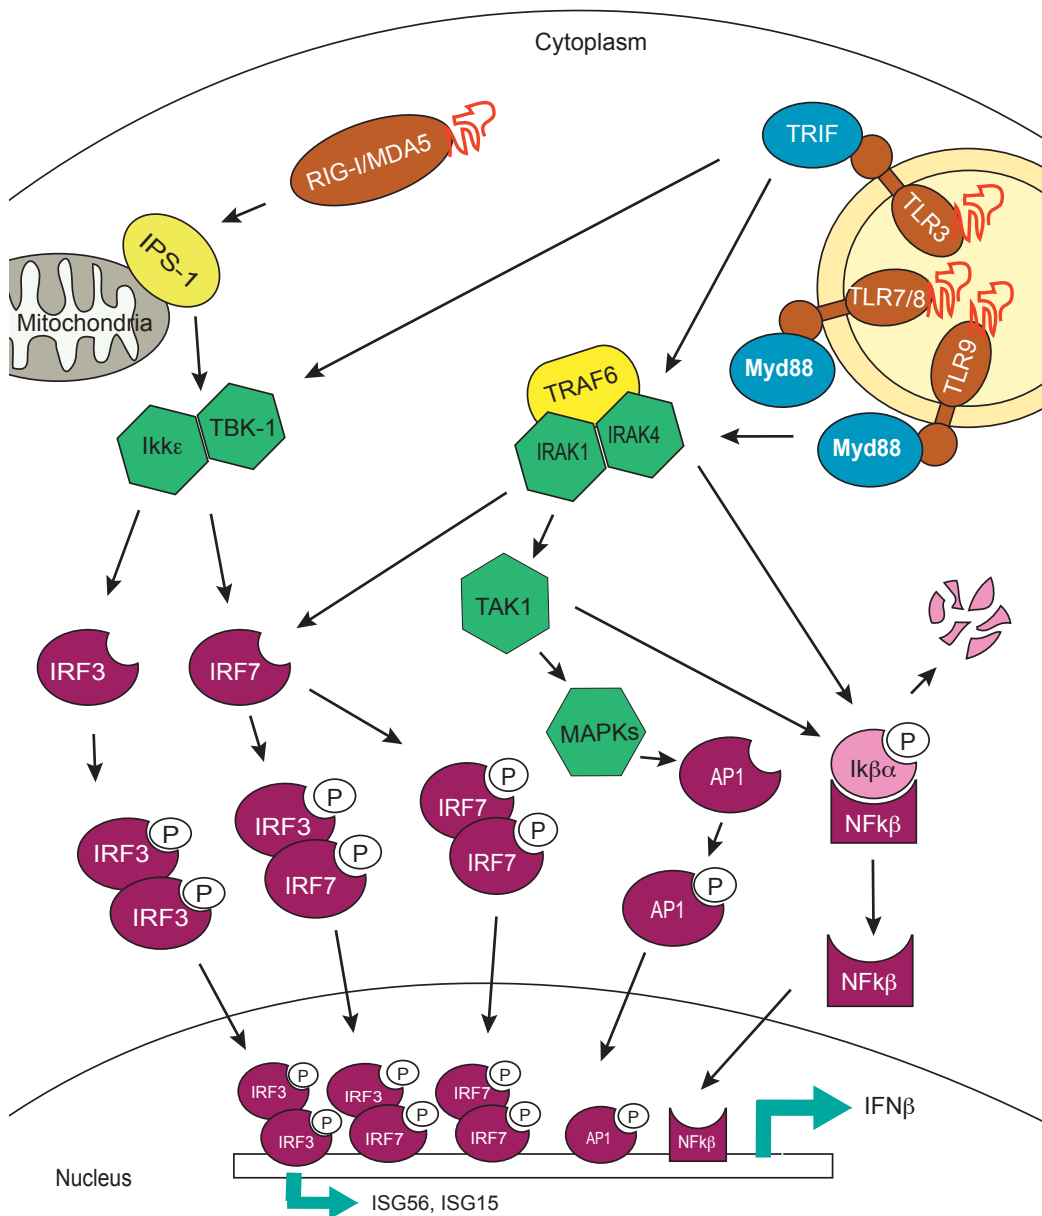 Cytoplasm
TRIF
RIG-I/MDA5
TLR3
IPS-1
TLR7/8
Mitochondria
TLR9
Myd88
TRAF6
TBK-1
Ikkε
IRAK4
IRAK1
Myd88
TAK1
IRF3
IRF7
MAPKs
P
Ikβα
AP1
NFkβ
P
IRF3
P
IRF3
P
IRF3
P
IRF7
P
IRF7
P
IRF7
P
AP1
NFkβ
P
IRF3
P
IRF3
P
IRF3
P
IRF7
P
IRF7
P
IRF7
P
AP1
NFkβ
IFNβ
Nucleus
ISG56, ISG15